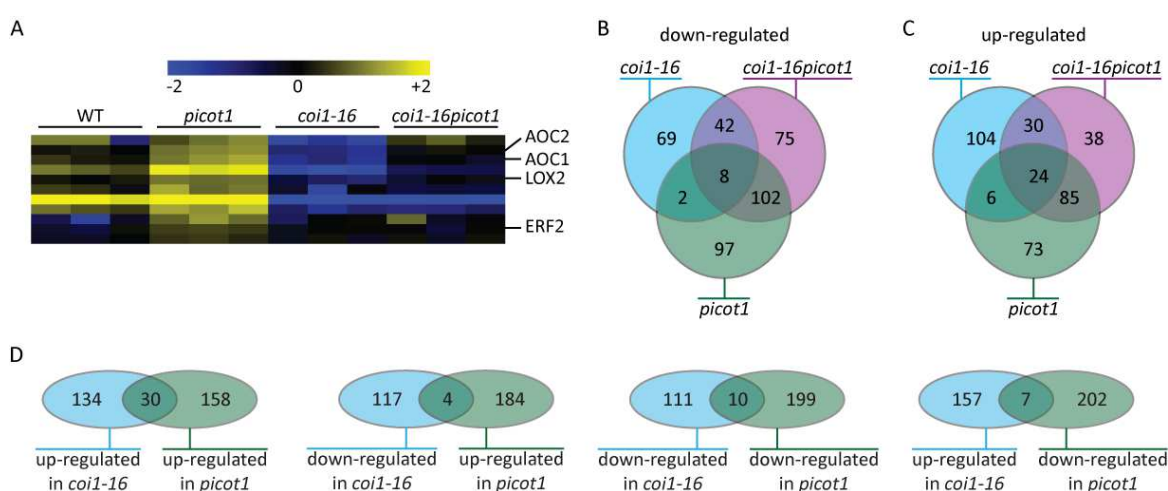 A
-2 0 +2
WT picot1 coi1-16 coi1-16picot1
AOC2
AOC1
LOX2
ERF2
B
down-regulated
coi1-16 coi1-16picot1
69 42 75
8
2 102
97
picot1
C
up-regulated
coi1-16 coi1-16picot1
104 30 38
24
6 85
73
picot1
D
134 30 158
up-regulated up-regulated
in coi1-16 in picot1
117 4 184
down-regulated up-regulated
in coi1-16 in picot1
111 10 199
down-regulated down-regulated
in coi1-16 in picot1
157 7 202
up-regulated down-regulated
in coi1-16 in picot1